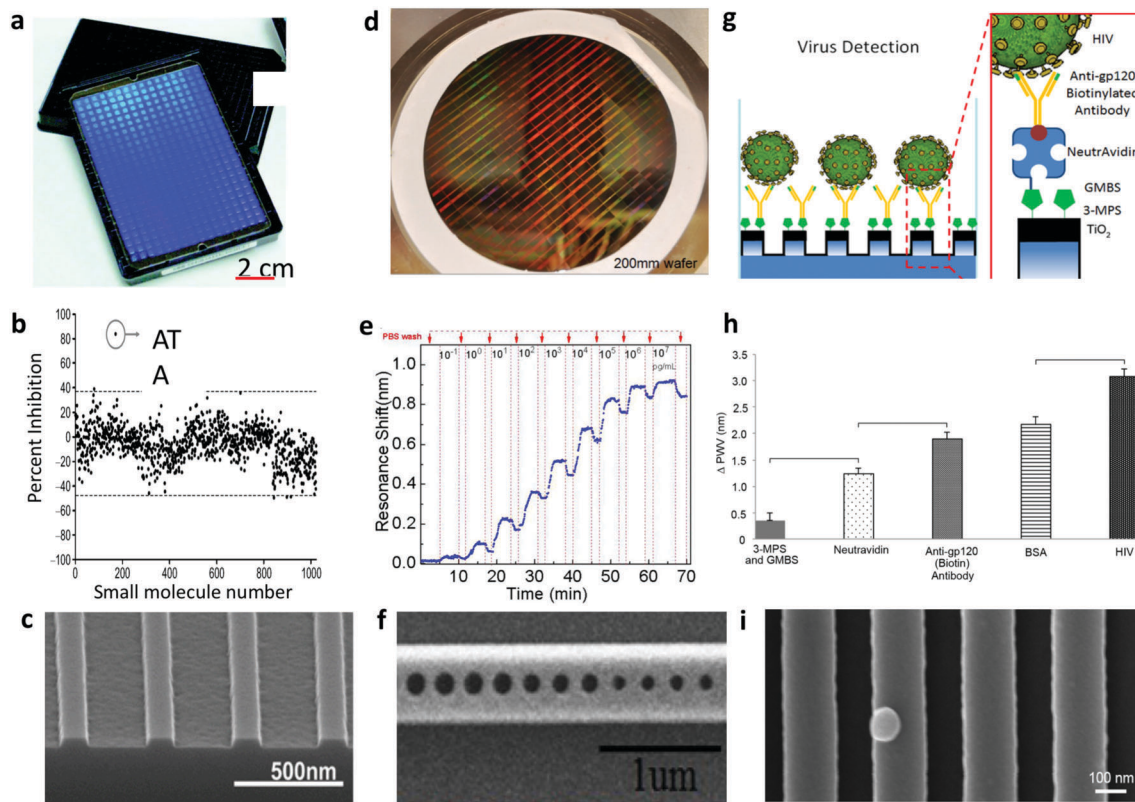 a
2 cm
b
Percent Inhibition
100
80
60
40
20
0
−20
−40
−60
−80
−100
AT
A
0
200
400
600
800
1000
Small molecule number
c
500nm
d
200mm wafer
e
PBS wash
10⁻¹
10⁰
10¹
10²
10³
10⁴
10⁵
10⁶
10⁷
pg/mL
Resonance Shift(nm)
1.0
0.8
0.6
0.4
0.2
0.0
10
20
30
40
50
60
70
Time (min)
f
1um
g
Virus Detection
HIV
Anti-gp120
Biotinylated
Antibody
NeutrAvidin
GMBS
3-MPS
TiO₂
h
Δ PWV (nm)
3.5
3.0
2.5
2.0
1.5
1.0
0.5
0
3-MPS
and GMBS
Neutravidin
Anti-gp120
(Biotin)
Antibody
BSA
HIV
i
100 nm